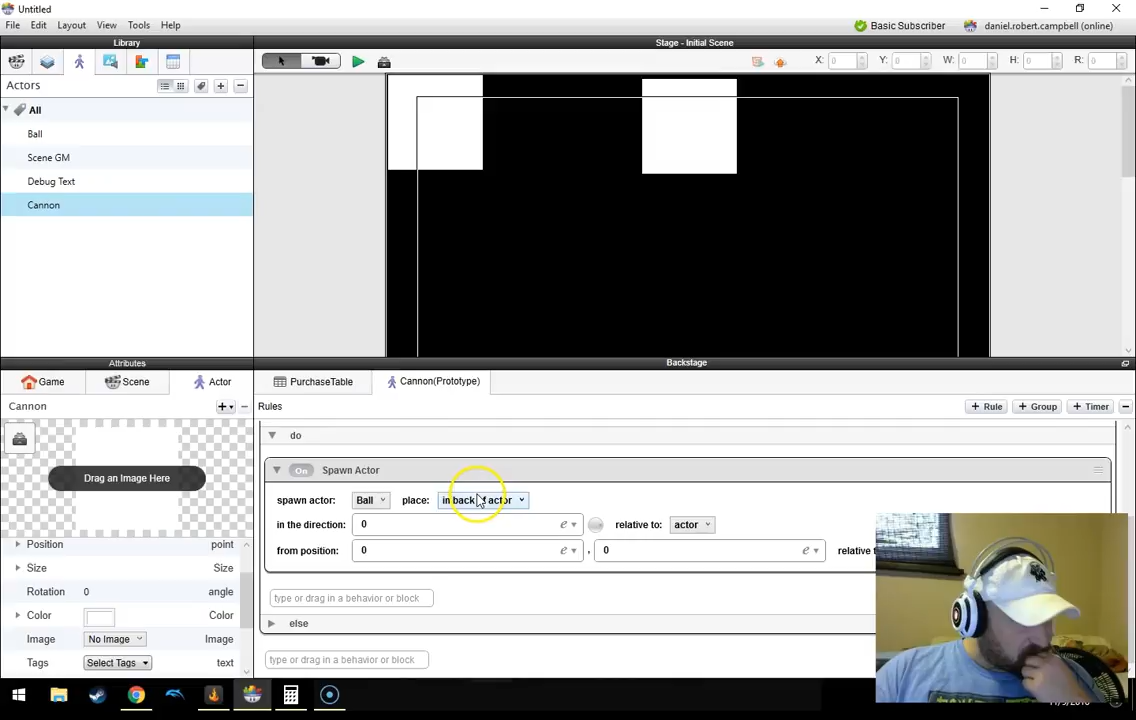 Untitled
File Edit Layout View Tools Help
Basic Subscriber
daniel.robert.campbell (online)
Library
Stage - Initial Scene
X: 0 Y: 0 W: 0 H: 0 R: 0
Actors
All
Ball
Scene GM
Debug Text
Cannon
Attributes
Backstage
Game Scene Actor
PurchaseTable Cannon(Prototype)
Cannon
Rules
+ Rule + Group + Timer
do
Drag an Image Here
On Spawn Actor
spawn actor: Ball place: in back of actor
in the direction: 0 e relative to: actor
from position: 0 e , 0 e
Position point
Size Size
Rotation 0 angle
Color Color
Image No Image Image
Tags Select Tags text
type or drag in a behavior or block
else
type or drag in a behavior or block